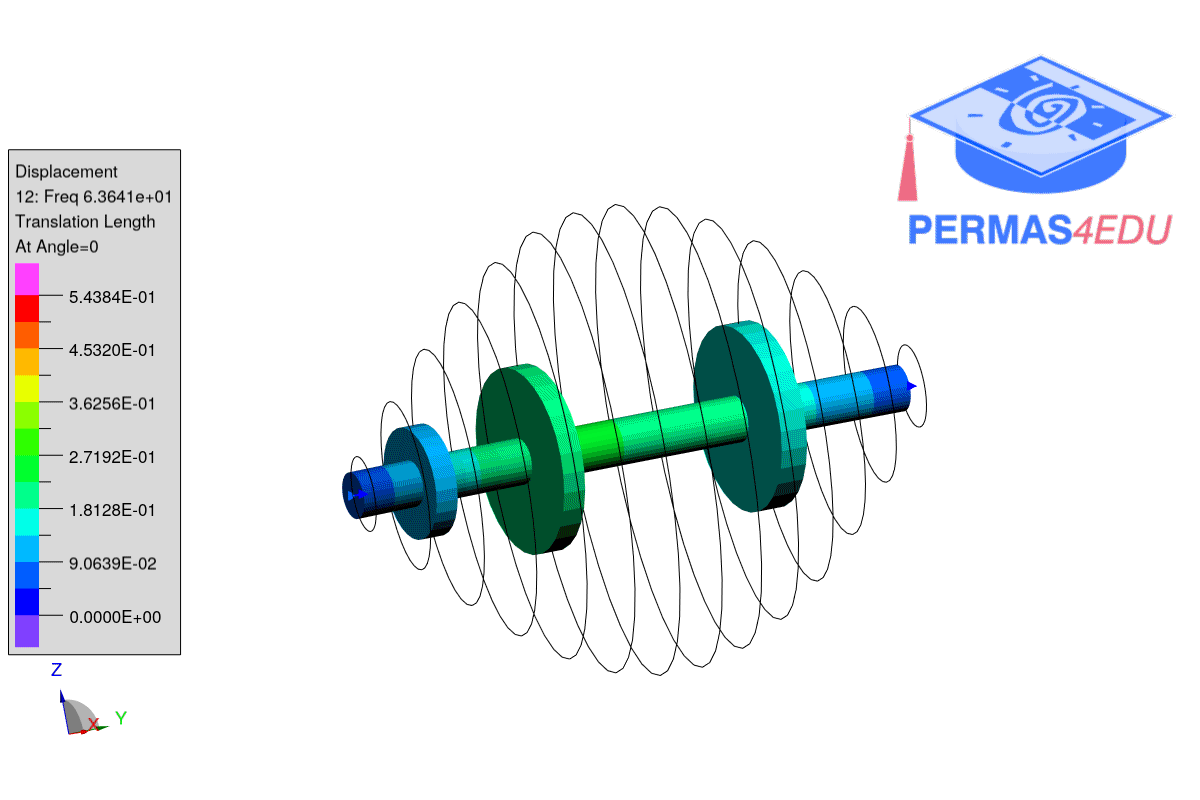 Displacement
12: Freq 6.3641e+01
Translation Length
At Angle=0
5.4384E-01
4.5320E-01
3.6256E-01
2.7192E-01
1.8128E-01
9.0639E-02
0.0000E+00
Z
X
Y
PERMAS4EDU